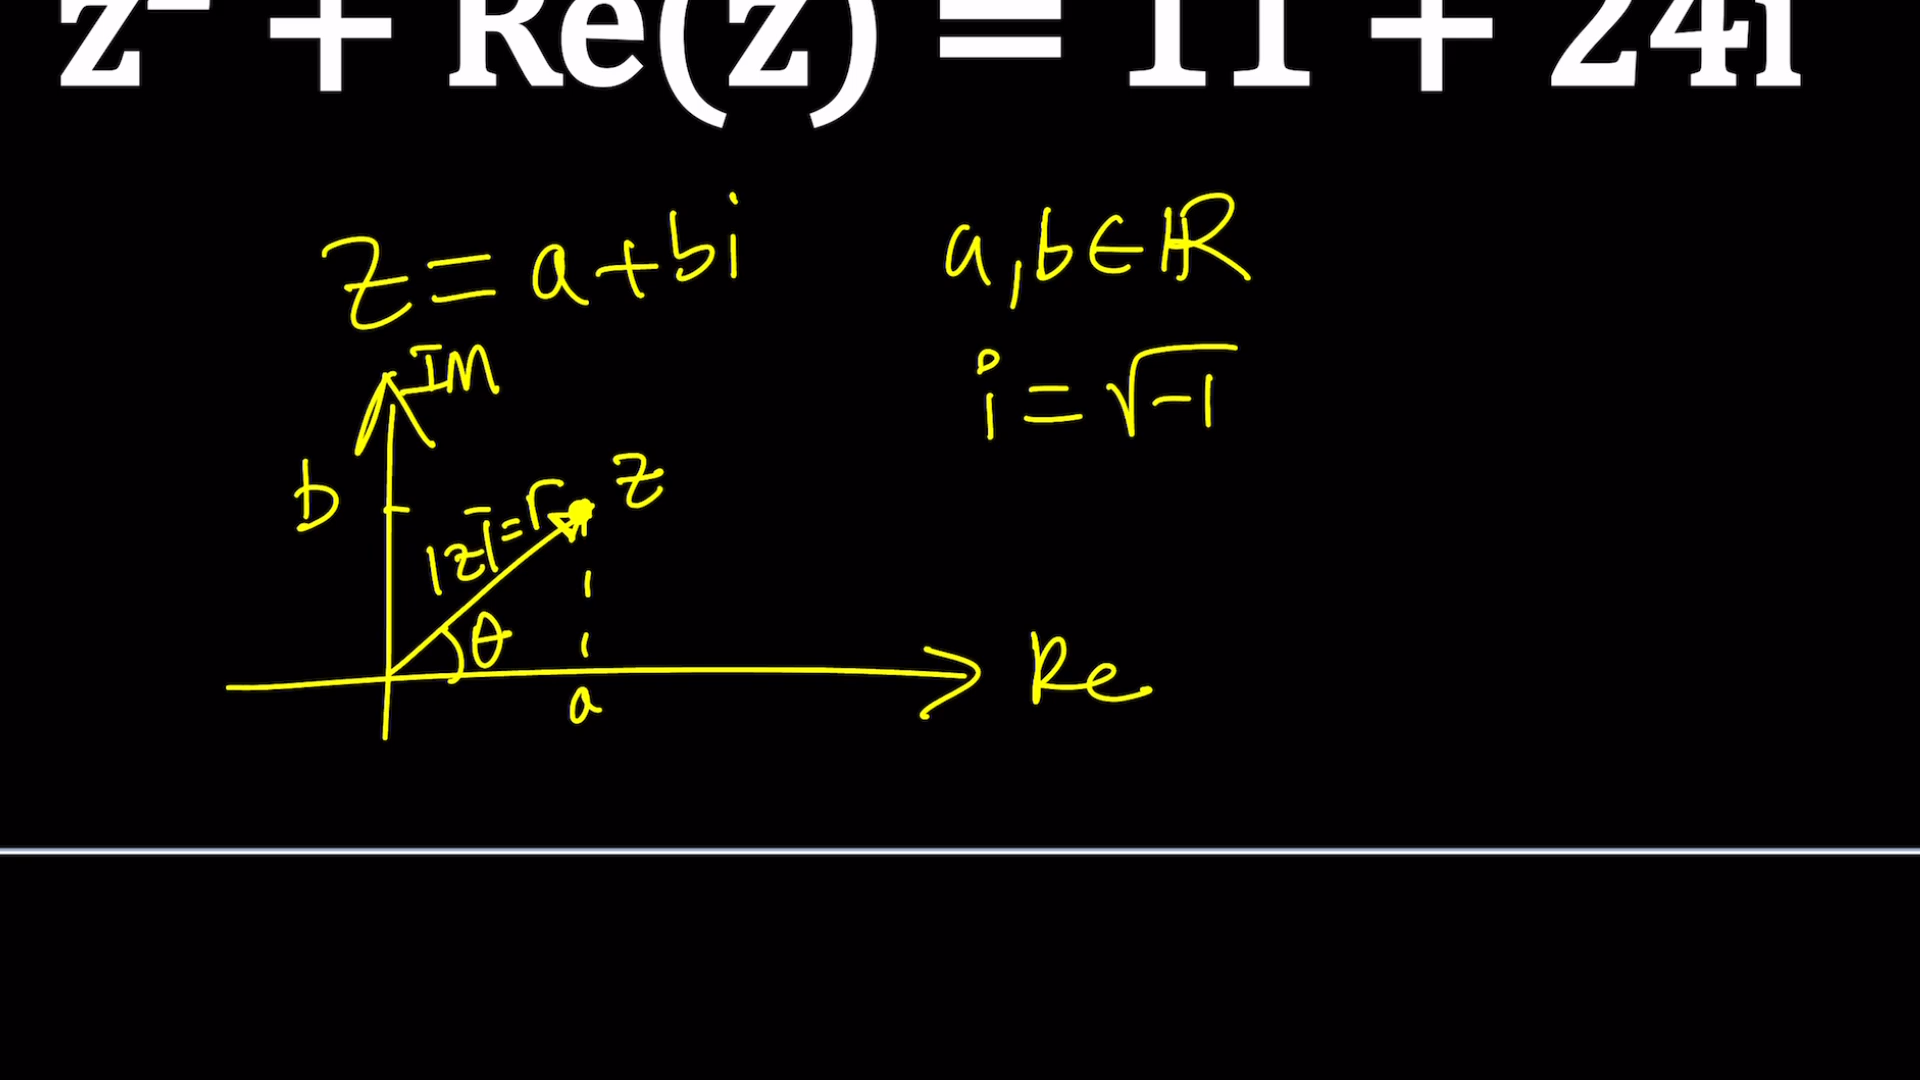 z² + Re(z) = 11 + 24i
z = a + bi
a, b ∈ ℝ
IM
i = √-1
b
|z| = r
z
θ
a
Re